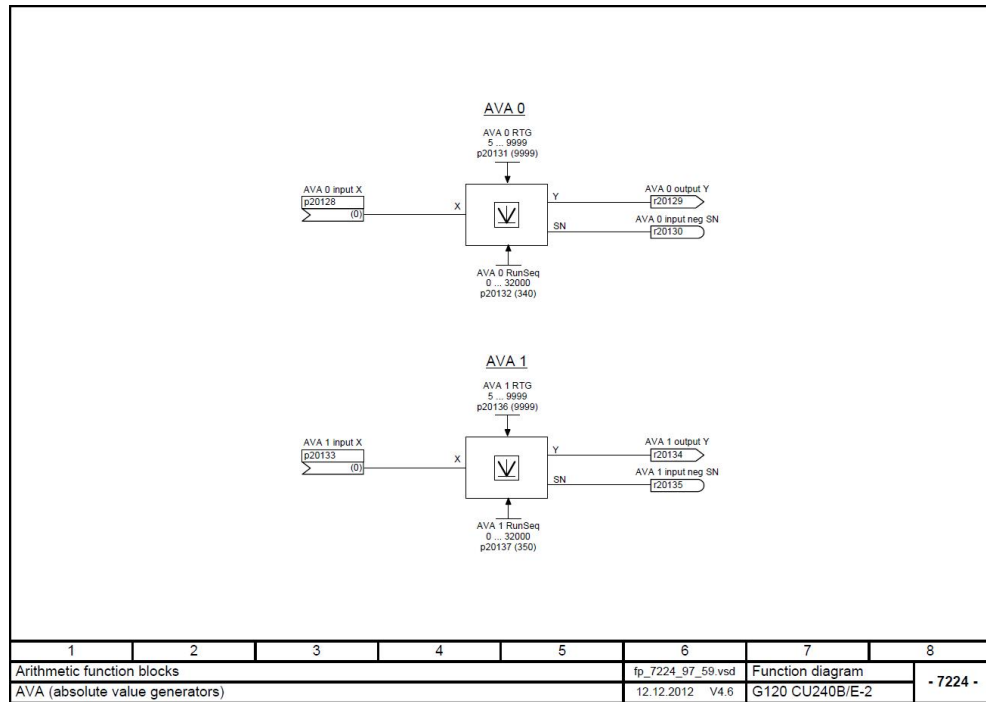 AVA 0
AVA 0 RTG
5 ... 9999
p20131 (9999)
AVA 0 input X
p20128
(0)
X
Y
SN
AVA 0 output Y
r20129
AVA 0 input neg SN
r20130
AVA 0 RunSeq
0 ... 32000
p20132 (340)
AVA 1
AVA 1 RTG
5 ... 9999
p20136 (9999)
AVA 1 input X
p20133
(0)
X
Y
SN
AVA 1 output Y
r20134
AVA 1 input neg SN
r20135
AVA 1 RunSeq
0 ... 32000
p20137 (350)
1 2 3 4 5 6 7 8
Arithmetic function blocks fp_7224_97_59.vsd Function diagram
- 7224 -
AVA (absolute value generators) 12.12.2012 V4.6 G120 CU240B/E-2